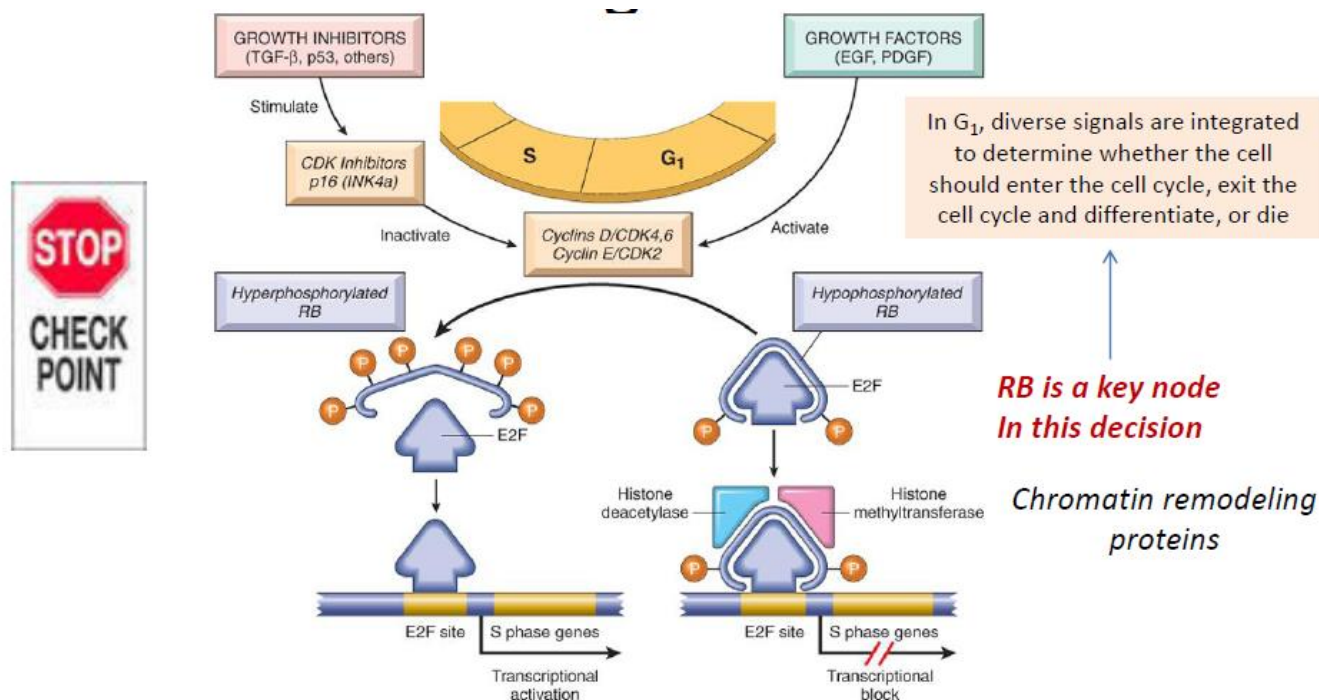 GROWTH INHIBITORS
(TGF-β, p53, others)
GROWTH FACTORS
(EGF, PDGF)
Stimulate
CDK Inhibitors
p16 (INK4a)
S
G1
In G1, diverse signals are integrated
to determine whether the cell
should enter the cell cycle, exit the
cell cycle and differentiate, or die
Inactivate
Cyclins D/CDK4,6
Cyclin E/CDK2
Activate
STOP
CHECK
POINT
Hyperphosphorylated
RB
Hypophosphorylated
RB
P
P
P
P
P
P
E2F
E2F
P
P
RB is a key node
In this decision
Histone
deacetylase
Histone
methyltransferase
Chromatin remodeling
proteins
P
P
E2F site
S phase genes
Transcriptional
activation
E2F site
S phase genes
Transcriptional
block